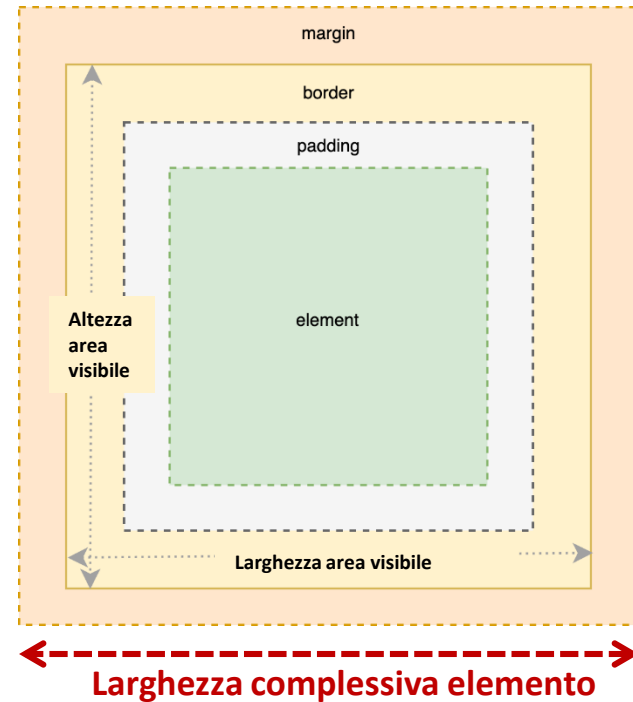 margin
border
padding
element
Altezza
area
visibile
Larghezza area visibile
Larghezza complessiva elemento